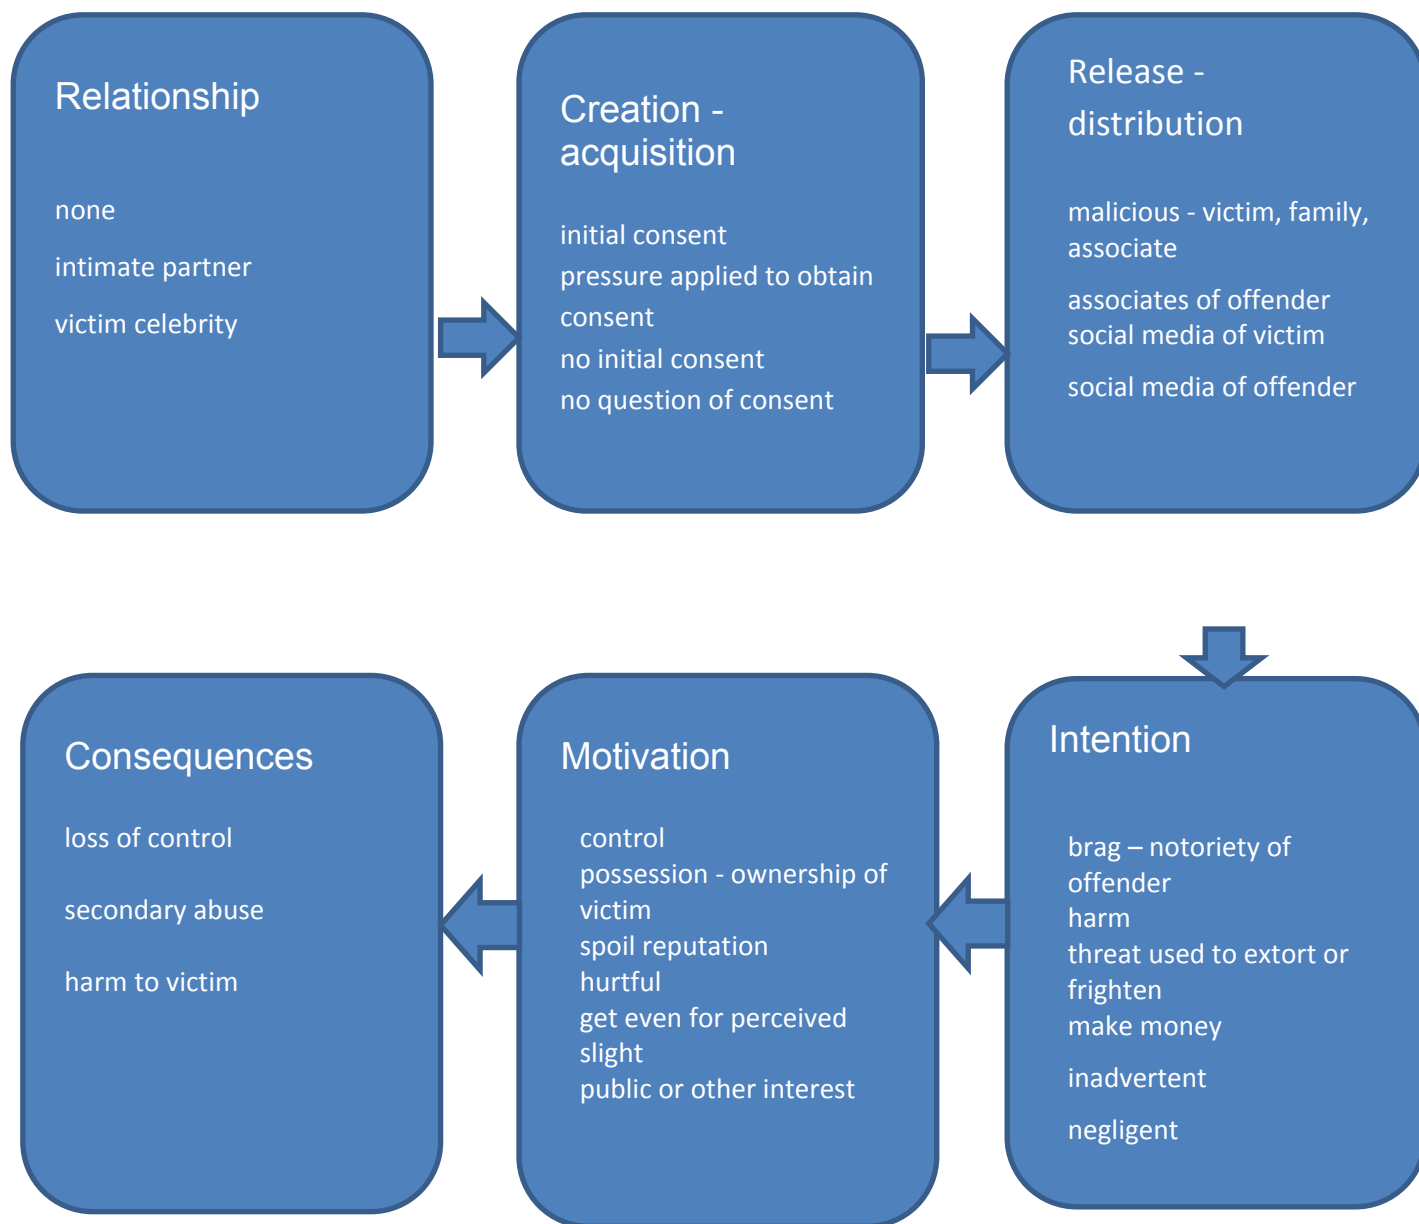 Relationship
none
intimate partner
victim celebrity
Creation -
acquisition
initial consent
pressure applied to obtain
consent
no initial consent
no question of consent
Release -
distribution
malicious - victim, family,
associate
associates of offender
social media of victim
social media of offender
Intention
brag – notoriety of
offender
harm
threat used to extort or
frighten
make money
inadvertent
negligent
Motivation
control
possession - ownership of
victim
spoil reputation
hurtful
get even for perceived
slight
public or other interest
Consequences
loss of control
secondary abuse
harm to victim